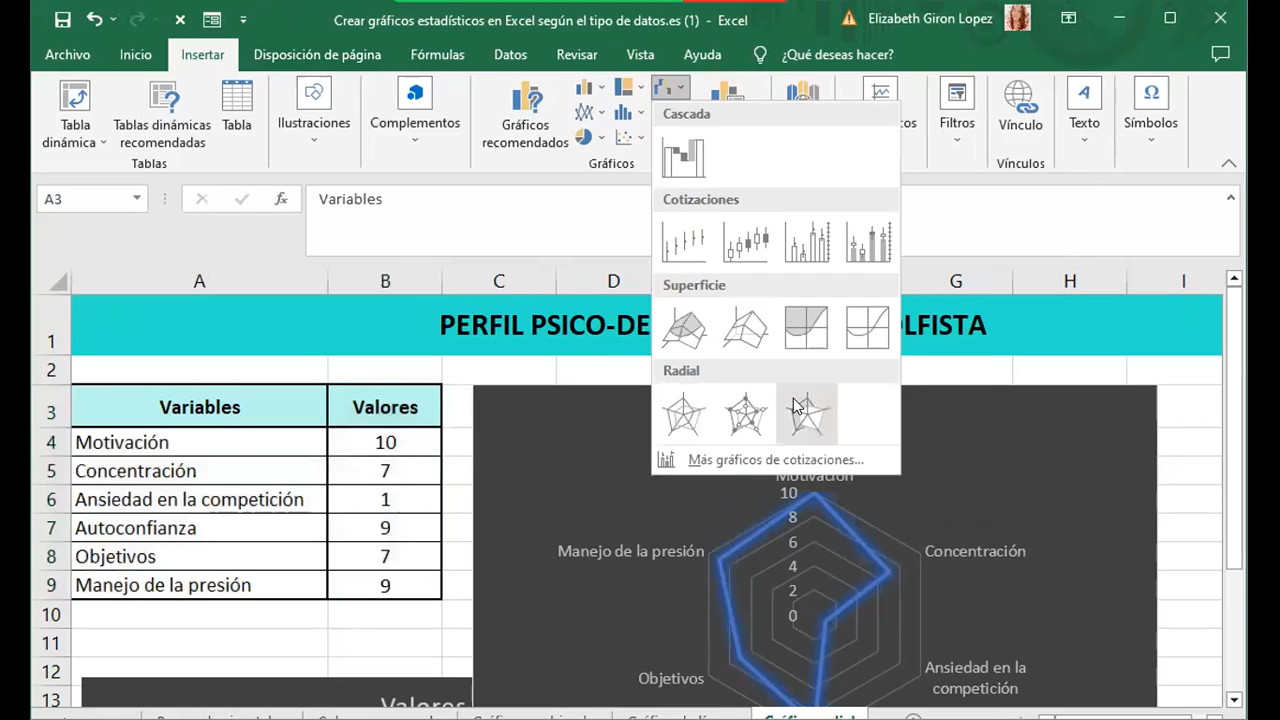 Crear gráficos estadísticos en Excel según el tipo de datos.es (1) - Excel
Elizabeth Giron Lopez
Archivo Inicio Insertar Disposición de página Fórmulas Datos Revisar Vista Ayuda ¿Qué deseas hacer?
Tabla dinámica
Tablas dinámicas recomendadas
Tabla
Ilustraciones
Complementos
Gráficos recomendados
Filtros
Vínculo
Texto
Símbolos
Tablas
Gráficos
Vínculos
Cascada
Cotizaciones
Superficie
Radial
Más gráficos de cotizaciones...
A3
fx
Variables
A B C D G H I
1 PERFIL PSICO-DE LFISTA
2
3 Variables Valores
4 Motivación 10
5 Concentración 7
6 Ansiedad en la competición 1
7 Autoconfianza 9
8 Objetivos 7
9 Manejo de la presión 9
10
11
12
13
Valores
Motivación
10
8
6
4
2
0
Manejo de la presión
Concentración
Objetivos
Ansiedad en la
competición